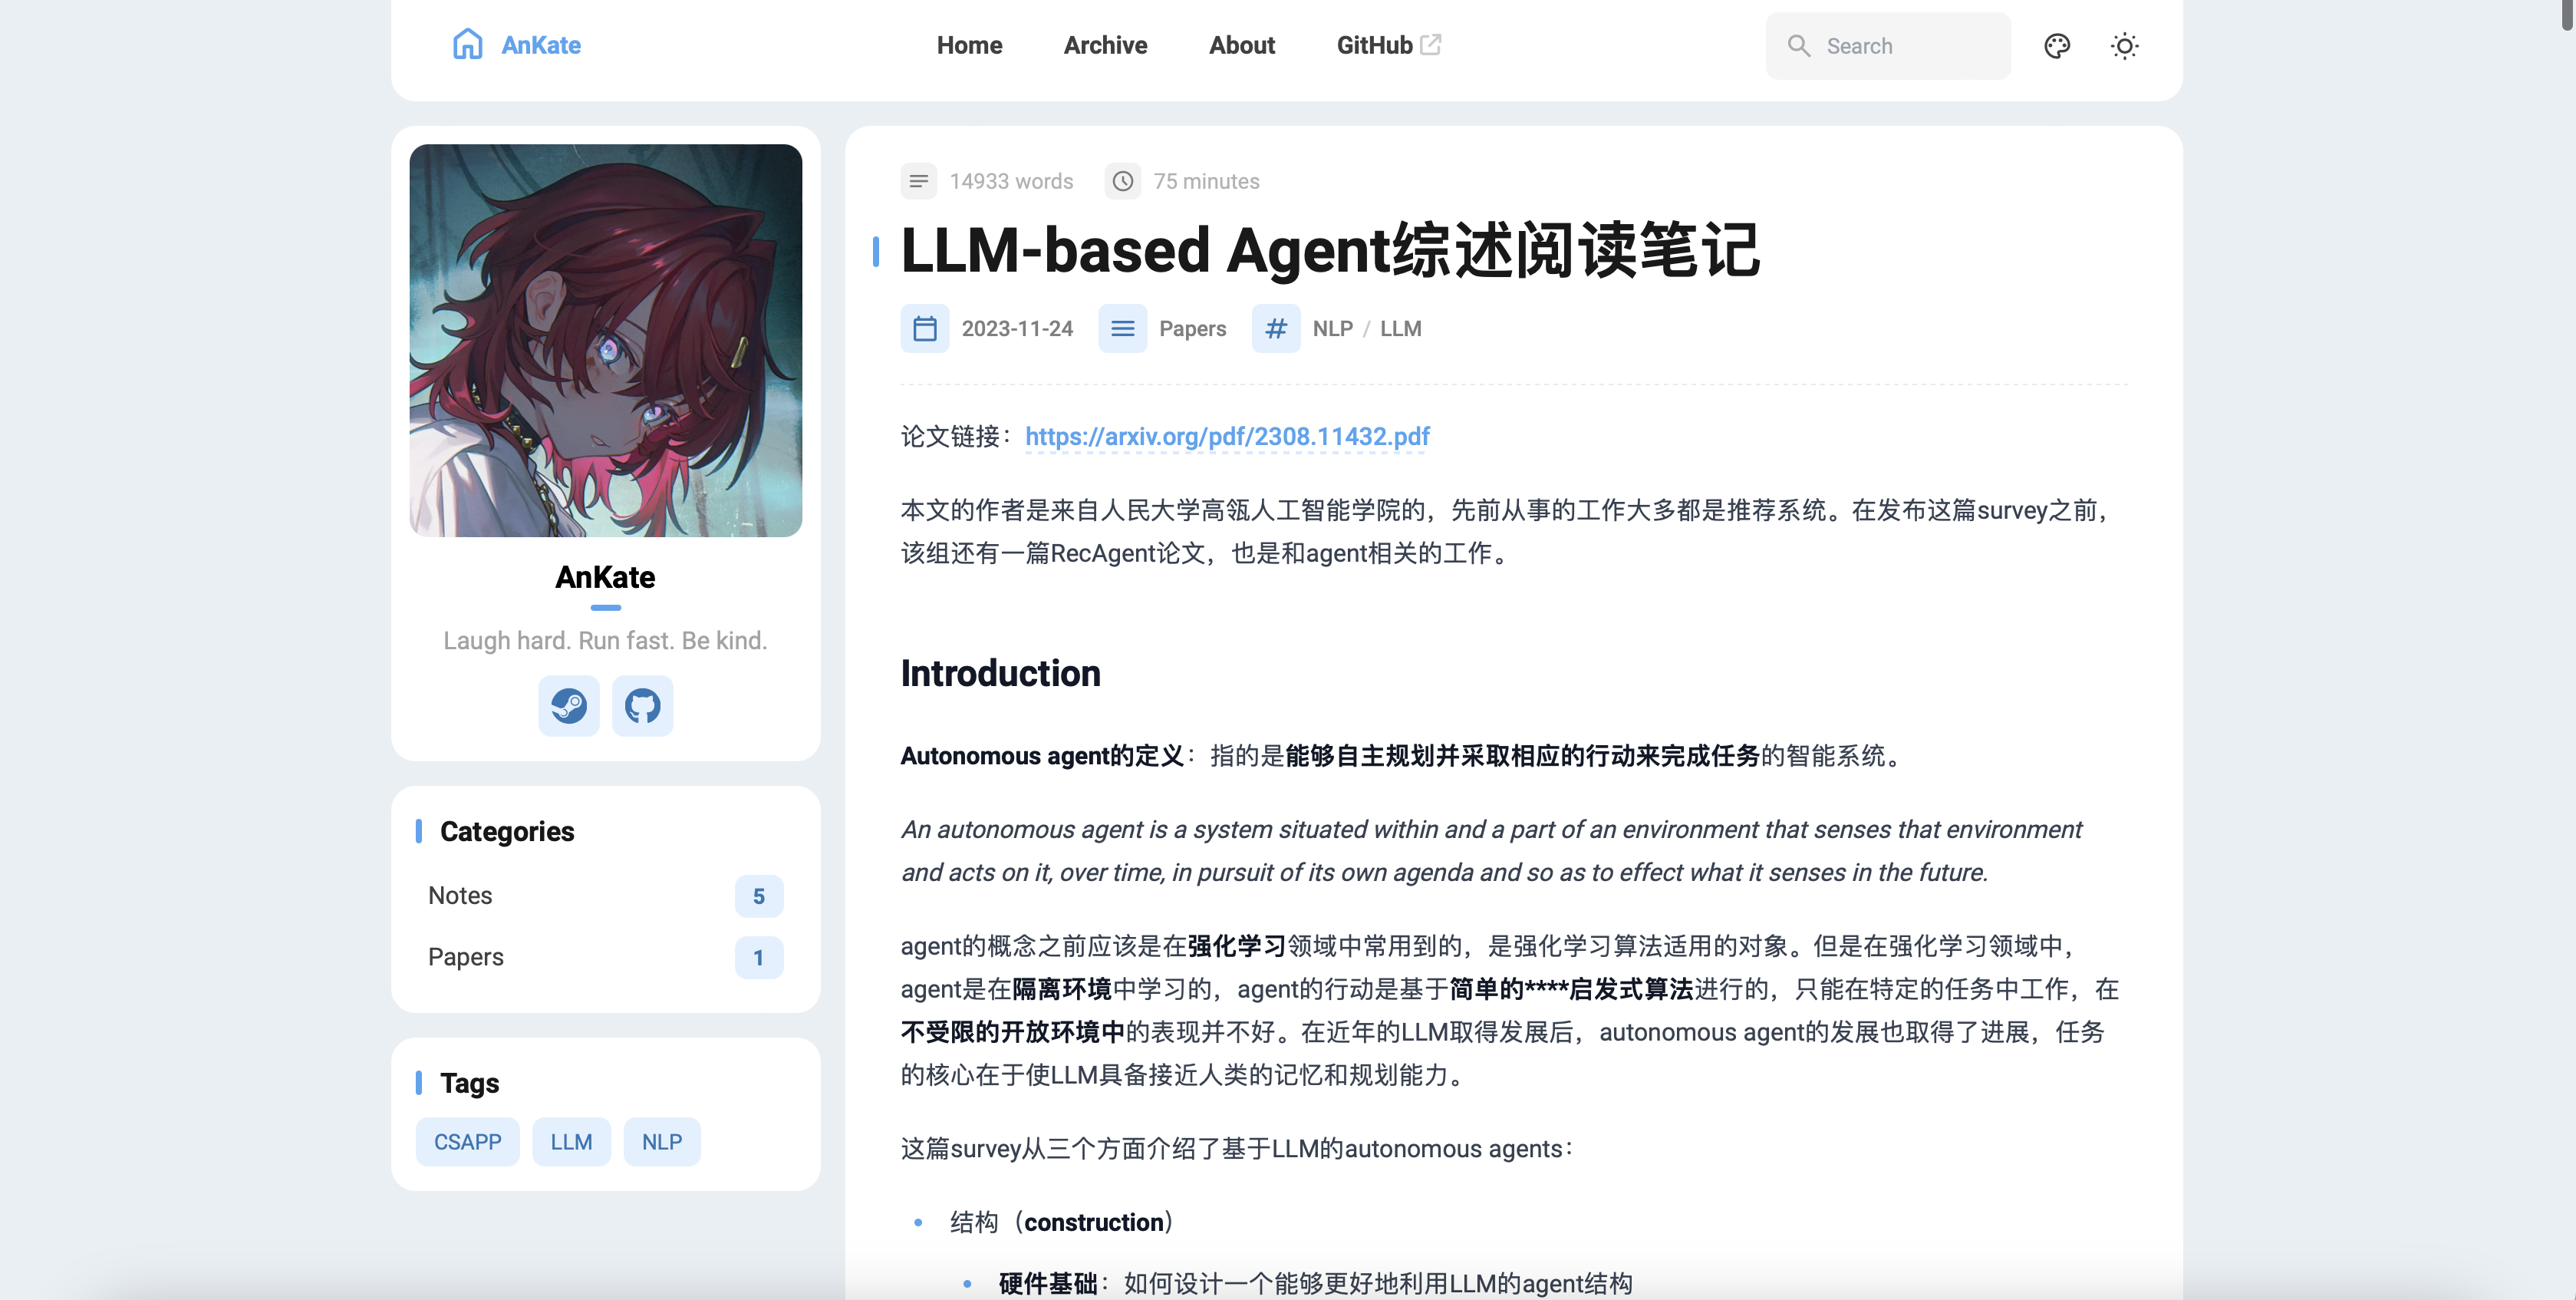 AnKate
Home
Archive
About
GitHub
Search
AnKate
Laugh hard. Run fast. Be kind.
Categories
Notes 5
Papers 1
Tags
CSAPP LLM NLP
14933 words 75 minutes
LLM-based Agent综述阅读笔记
2023-11-24 Papers # NLP / LLM
论文链接：https://arxiv.org/pdf/2308.11432.pdf
本文的作者是来自人民大学高瓴人工智能学院的，先前从事的工作大多都是推荐系统。在发布这篇survey之前，
该组还有一篇RecAgent论文，也是和agent相关的工作。
Introduction
Autonomous agent的定义：指的是能够自主规划并采取相应的行动来完成任务的智能系统。
An autonomous agent is a system situated within and a part of an environment that senses that environment
and acts on it, over time, in pursuit of its own agenda and so as to effect what it senses in the future.
agent的概念之前应该是在强化学习领域中常用到的，是强化学习算法适用的对象。但是在强化学习领域中，
agent是在隔离环境中学习的，agent的行动是基于简单的****启发式算法进行的，只能在特定的任务中工作，在
不受限的开放环境中的表现并不好。在近年的LLM取得发展后，autonomous agent的发展也取得了进展，任务
的核心在于使LLM具备接近人类的记忆和规划能力。
这篇survey从三个方面介绍了基于LLM的autonomous agents：
• 结构（construction）
• 硬件基础：如何设计一个能够更好地利用LLM的agent结构